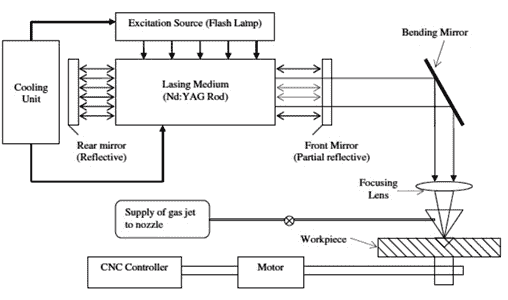 Excitation Source (Flash Lamp)
Bending Mirror
Cooling
Unit
Lasing Medium
(Nd:YAG Rod)
Rear mirror
(Reflective)
Front Mirror
(Partial reflective)
Focusing
Lens
Supply of gas jet
to nozzle
Workpiece
CNC Controller
Motor